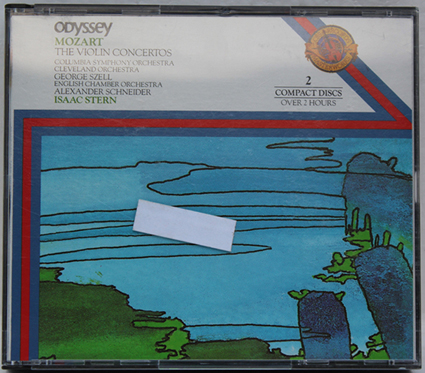 Odyssey
MOZART
THE VIOLIN CONCERTOS
COLUMBIA SYMPHONY ORCHESTRA
CLEVELAND ORCHESTRA
GEORGE SZELL
ENGLISH CHAMBER ORCHESTRA
ALEXANDER SCHNEIDER
ISAAC STERN
2
COMPACT DISCS
OVER 2 HOURS